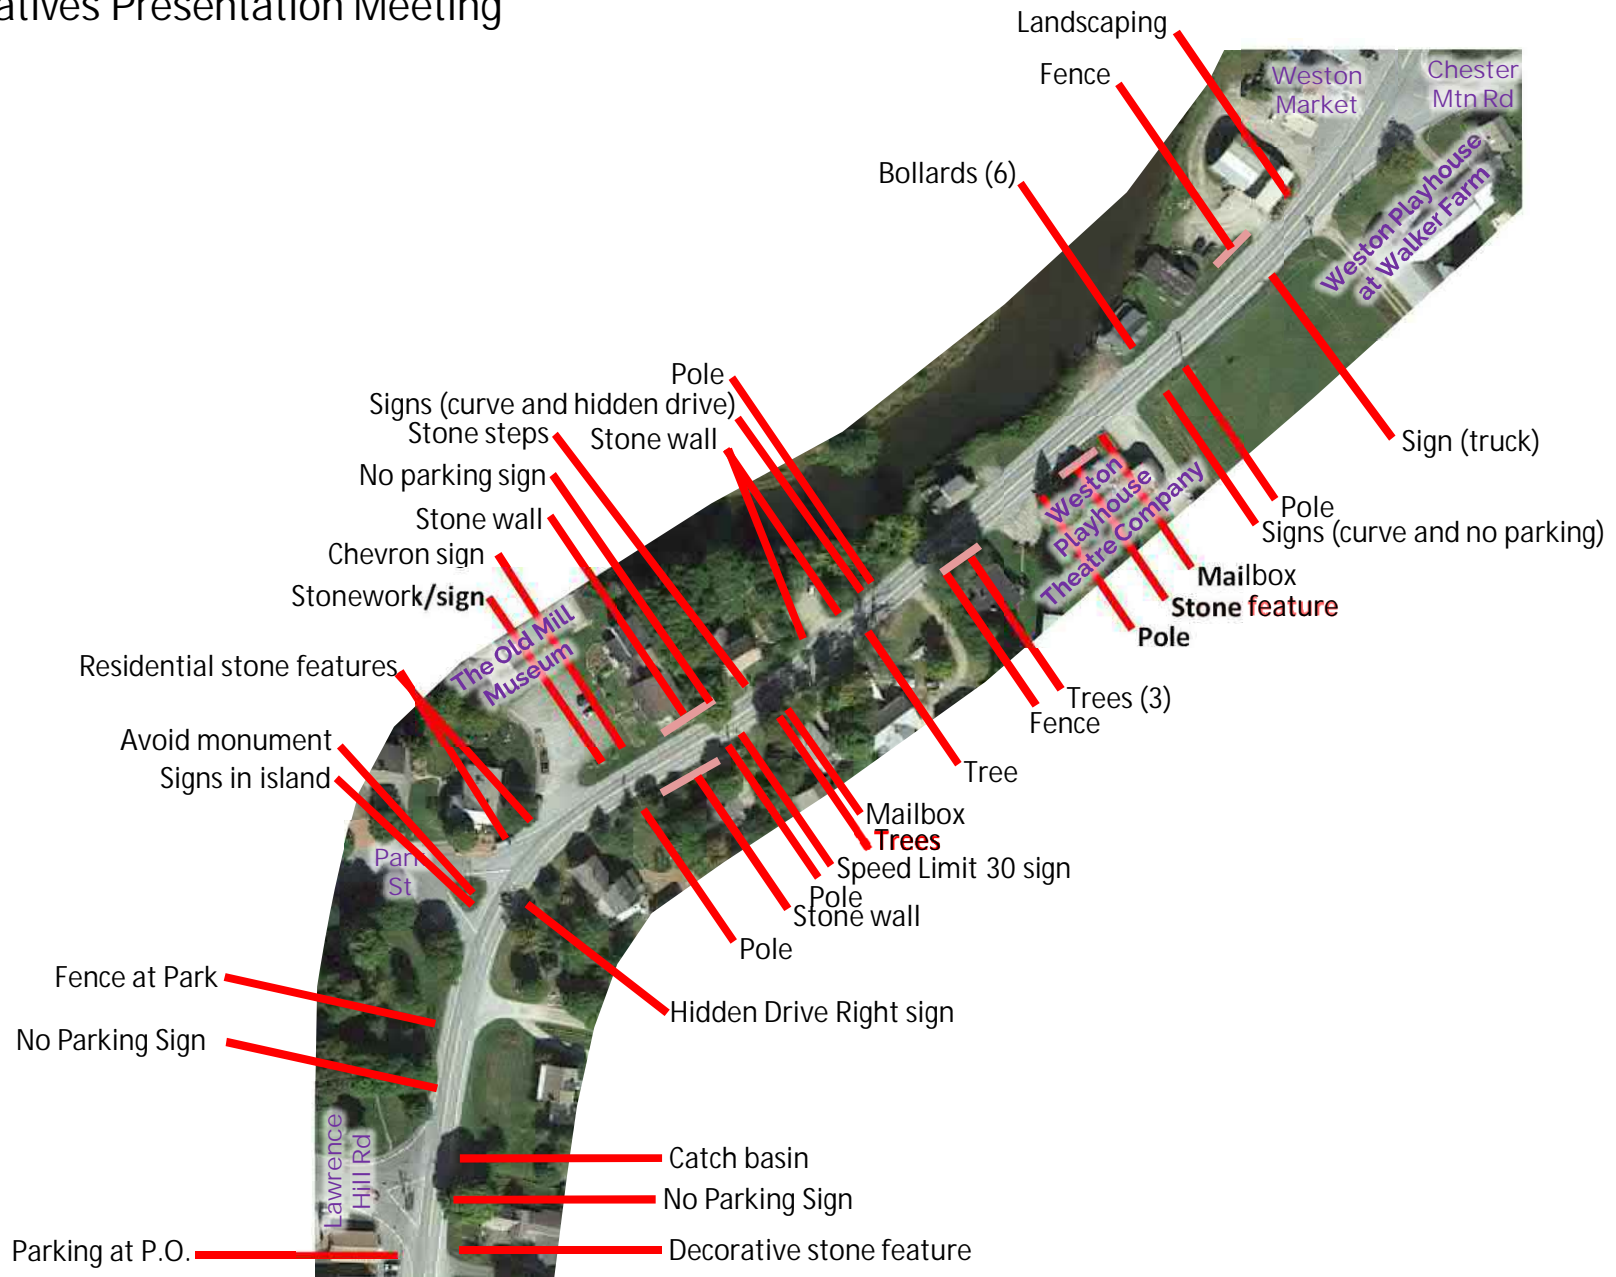 atives Presentation Meeting
Landscaping
Fence
Weston
Market
Chester
Mtn Rd
Bollards (6)
Weston Playhouse
at Walker Farm
Pole
Signs (curve and hidden drive)
Stone steps
Stone wall
No parking sign
Stone wall
Chevron sign
Stonework/sign
Sign (truck)
Weston
Playhouse
Theatre Company
Pole
Signs (curve and no parking)
Mailbox
Stone feature
Pole
The Old Mill
Museum
Residential stone features
Trees (3)
Fence
Avoid monument
Signs in island
Tree
Mailbox
Trees
Speed Limit 30 sign
Pole
Stone wall
Pole
Park
St
Fence at Park
Hidden Drive Right sign
No Parking Sign
Lawrence
Hill Rd
Catch basin
No Parking Sign
Parking at P.O.
Decorative stone feature